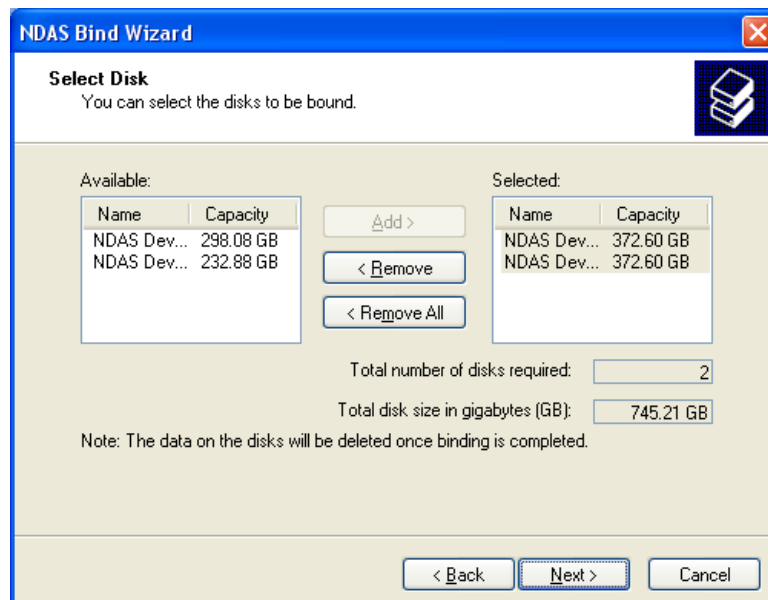 NDAS Bind Wizard
Select Disk
You can select the disks to be bound.
Available:
Name Capacity
NDAS Dev... 298.08 GB
NDAS Dev... 232.88 GB
Add >
< Remove
< Remove All
Selected:
Name Capacity
NDAS Dev... 372.60 GB
NDAS Dev... 372.60 GB
Total number of disks required: 2
Total disk size in gigabytes (GB): 745.21 GB
Note: The data on the disks will be deleted once binding is completed.
< Back Next > Cancel